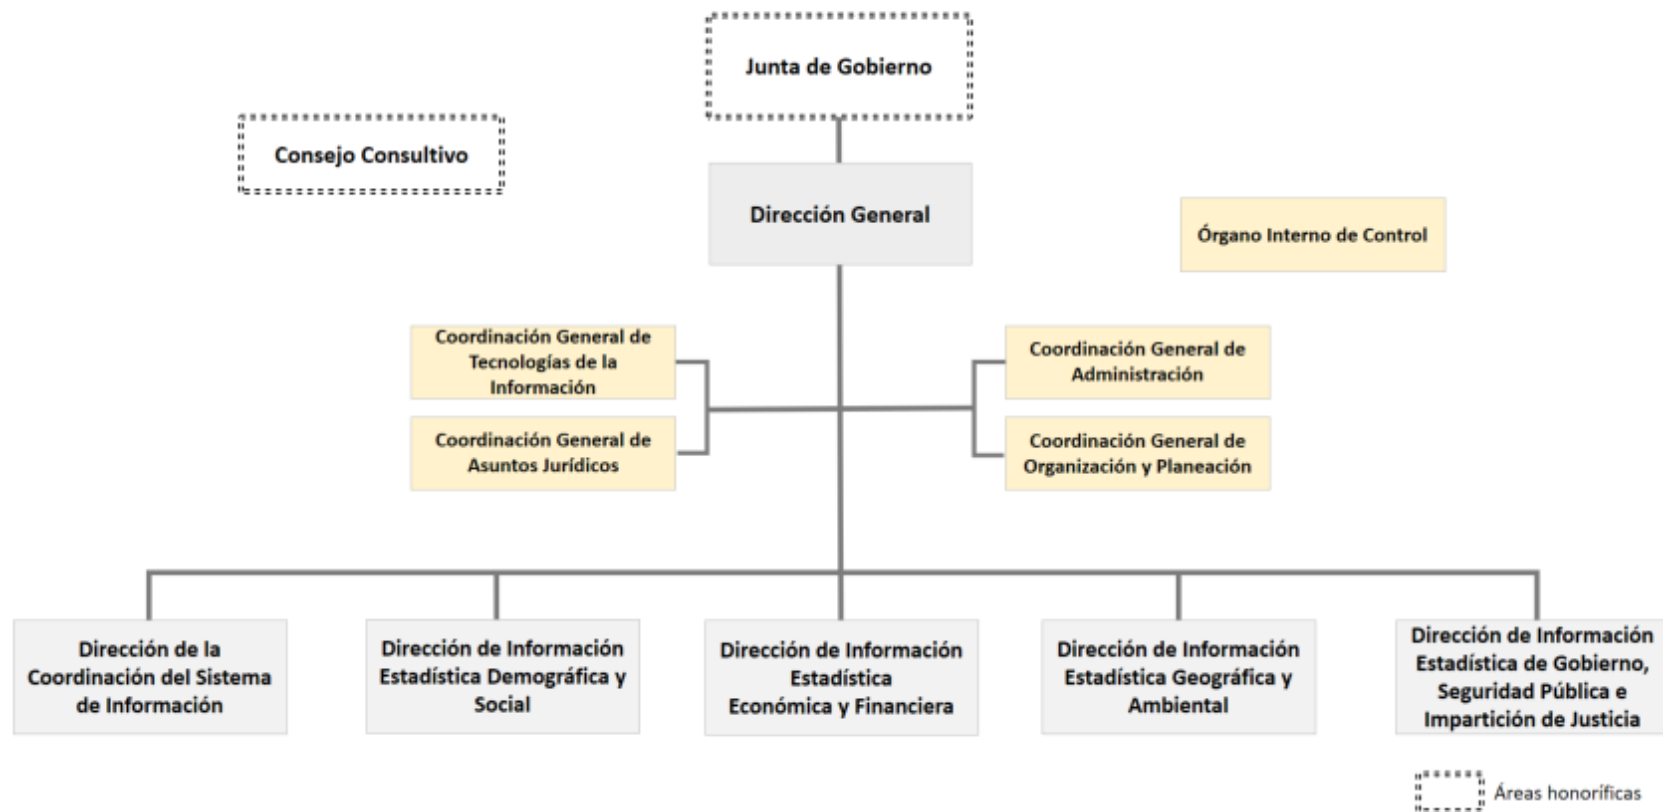 Junta de Gobierno
Consejo Consultivo
Dirección General
Órgano Interno de Control
Coordinación General de
Tecnologías de la
Información
Coordinación General de
Administración
Coordinación General de
Asuntos Jurídicos
Coordinación General de
Organización y Planeación
Dirección de la
Coordinación del Sistema
de Información
Dirección de Información
Estadística Demográfica y
Social
Dirección de Información
Estadística
Económica y Financiera
Dirección de Información
Estadística Geográfica y
Ambiental
Dirección de Información
Estadística de Gobierno,
Seguridad Pública e
Impartición de Justicia
Áreas honoríficas